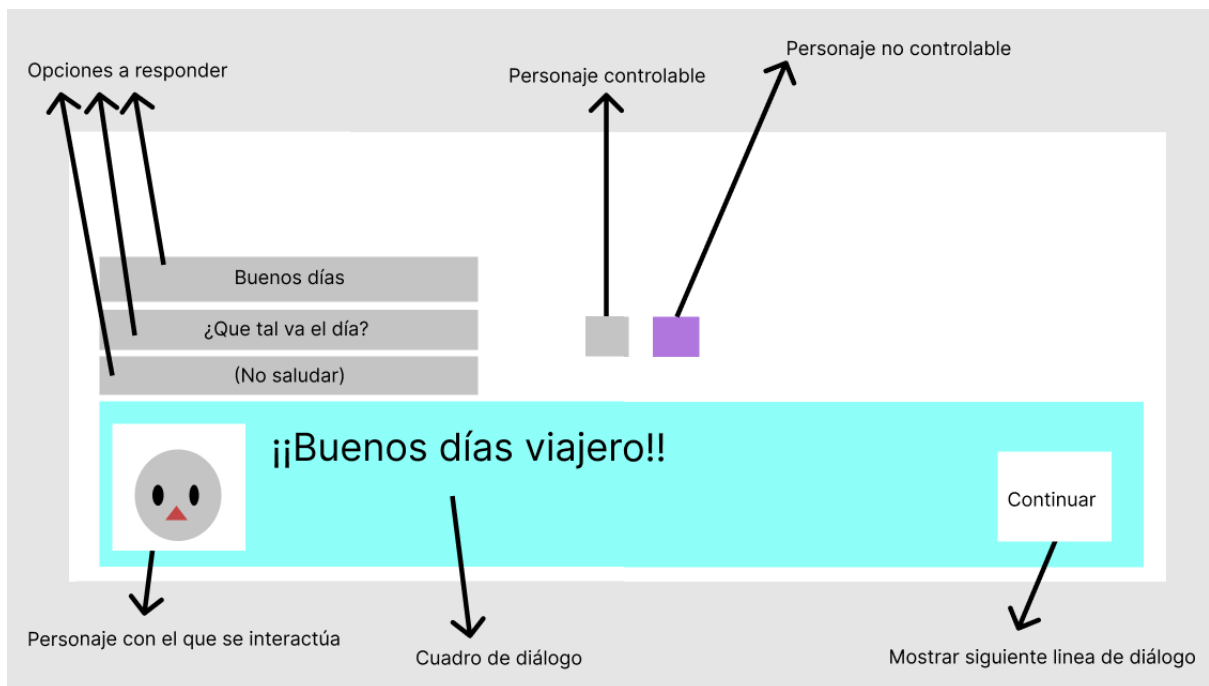 Personaje no controlable
Opciones a responder
Personaje controlable
Buenos días
¿Que tal va el día?
(No saludar)
¡¡Buenos días viajero!!
Continuar
Personaje con el que se interactúa
Cuadro de diálogo
Mostrar siguiente linea de diálogo